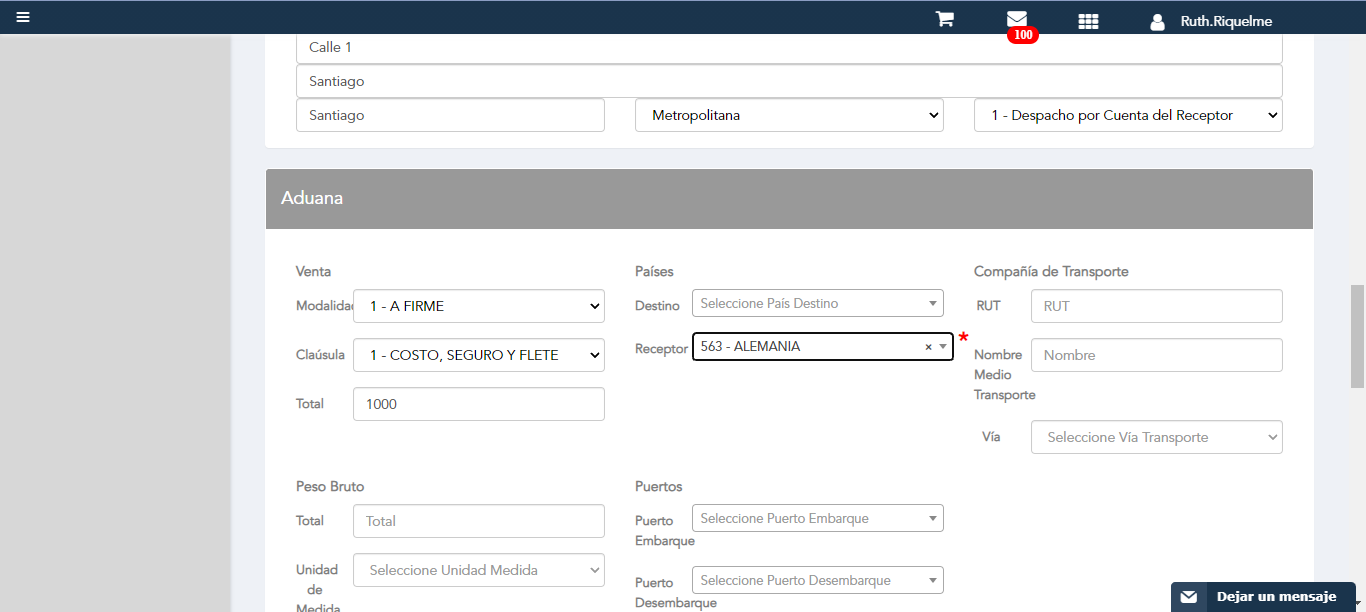 Ruth.Riquelme
100
Calle 1
Santiago
Santiago
Metropolitana
1 - Despacho por Cuenta del Receptor
Aduana
Venta
Modalidad
1 - A FIRME
Claúsula
1 - COSTO, SEGURO Y FLETE
Total
1000
Países
Destino
Seleccione País Destino
Receptor
563 - ALEMANIA
×
*
Compañía de Transporte
RUT
RUT
Nombre
Medio
Transporte
Nombre
Vía
Seleccione Vía Transporte
Peso Bruto
Total
Total
Unidad
de
Medida
Seleccione Unidad Medida
Puertos
Puerto
Embarque
Seleccione Puerto Embarque
Puerto
Desembarque
Seleccione Puerto Desembarque
Dejar un mensaje